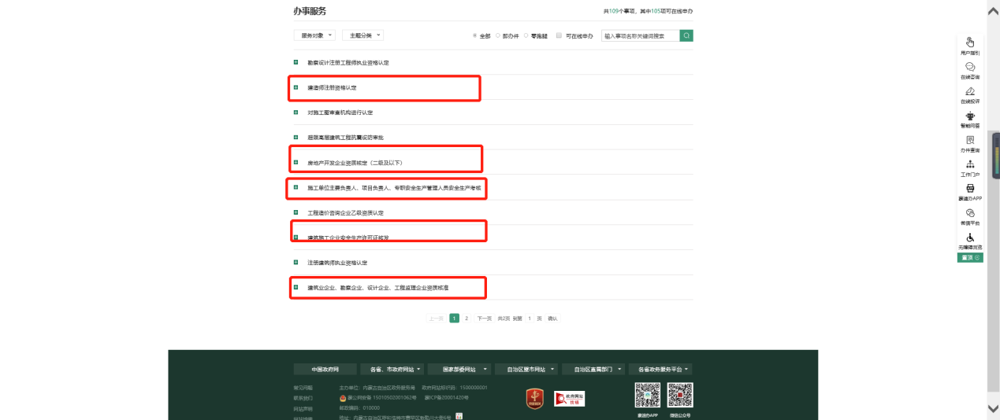 办事服务
共109个事项，其中105项可在线申办
服务对象 主题分类 全部 即办件 零跑腿 可在线申办 输入事项名称关键词搜索
勘察设计注册工程师执业资格认定
建造师注册资格认定
对施工图审查机构进行认定
超限高层建筑工程抗震设防审批
房地产开发企业资质核定（二级及以下）
施工单位主要负责人、项目负责人、专职安全生产管理人员安全生产考核
工程造价咨询企业乙级资质认定
建筑施工企业安全生产许可证核发
注册建筑师执业资格认定
建筑业企业、勘察企业、设计企业、工程监理企业资质核准
上一页 1 2 下一页 共2页 到第 1 页 确认
用户指引
在线咨询
在线投诉
智能问答
办件查询
工作门户
蒙速办APP
微信平台
无障碍浏览
置顶
中国政府网 各省、市政府网站 国家部委网站 自治区盟市网站 自治区直属部门 各省政务服务平台
常见问题 主办单位：内蒙古自治区政务服务局 政府网站标识码：1500000001
联系我们 蒙公网安备 15010502001062号 蒙ICP备20001420号
网站声明 邮政编码：010000
网站地图 地址：内蒙古自治区呼和浩特市赛罕区敕勒川大街6号
政府网站
找错
蒙速办APP 微信公众号